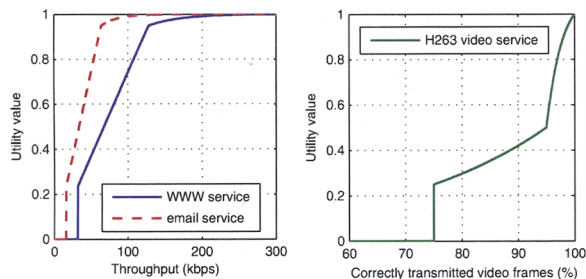 1
0.8
0.6
0.4
0.2
0
Utility value
WWW service
email service
0 100 200 300
Throughput (kbps)
1
0.8
0.6
0.4
0.2
0
Utility value
H263 video service
60 70 80 90 100
Correctly transmitted video frames (%)